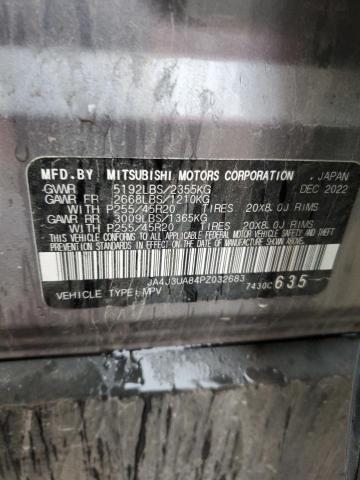 MFD.BY MITSUBISHI MOTORS CORPORATION , JAPAN
GVWR 5192LBS/2355KG DEC 2022
GAWR FR 2668LBS/1210KG
WITH P255/45R20 TIRES 20X8.0J RIMS
GAWR RR 3009LBS/1365KG
WITH P255/45R20 TIRES 20X8.0J RIMS
THIS VEHICLE CONFORMS TO ALL APPLICABLE FEDERAL MOTOR VEHICLE SAFETY AND THEFT
PREVENTION STANDARDS IN EFFECT ON THE DATE OF MANUFACTURE SHOWN ABOVE.
JA4J3UA84PZ032683
VEHICLE TYPE:MPV 7430C 635